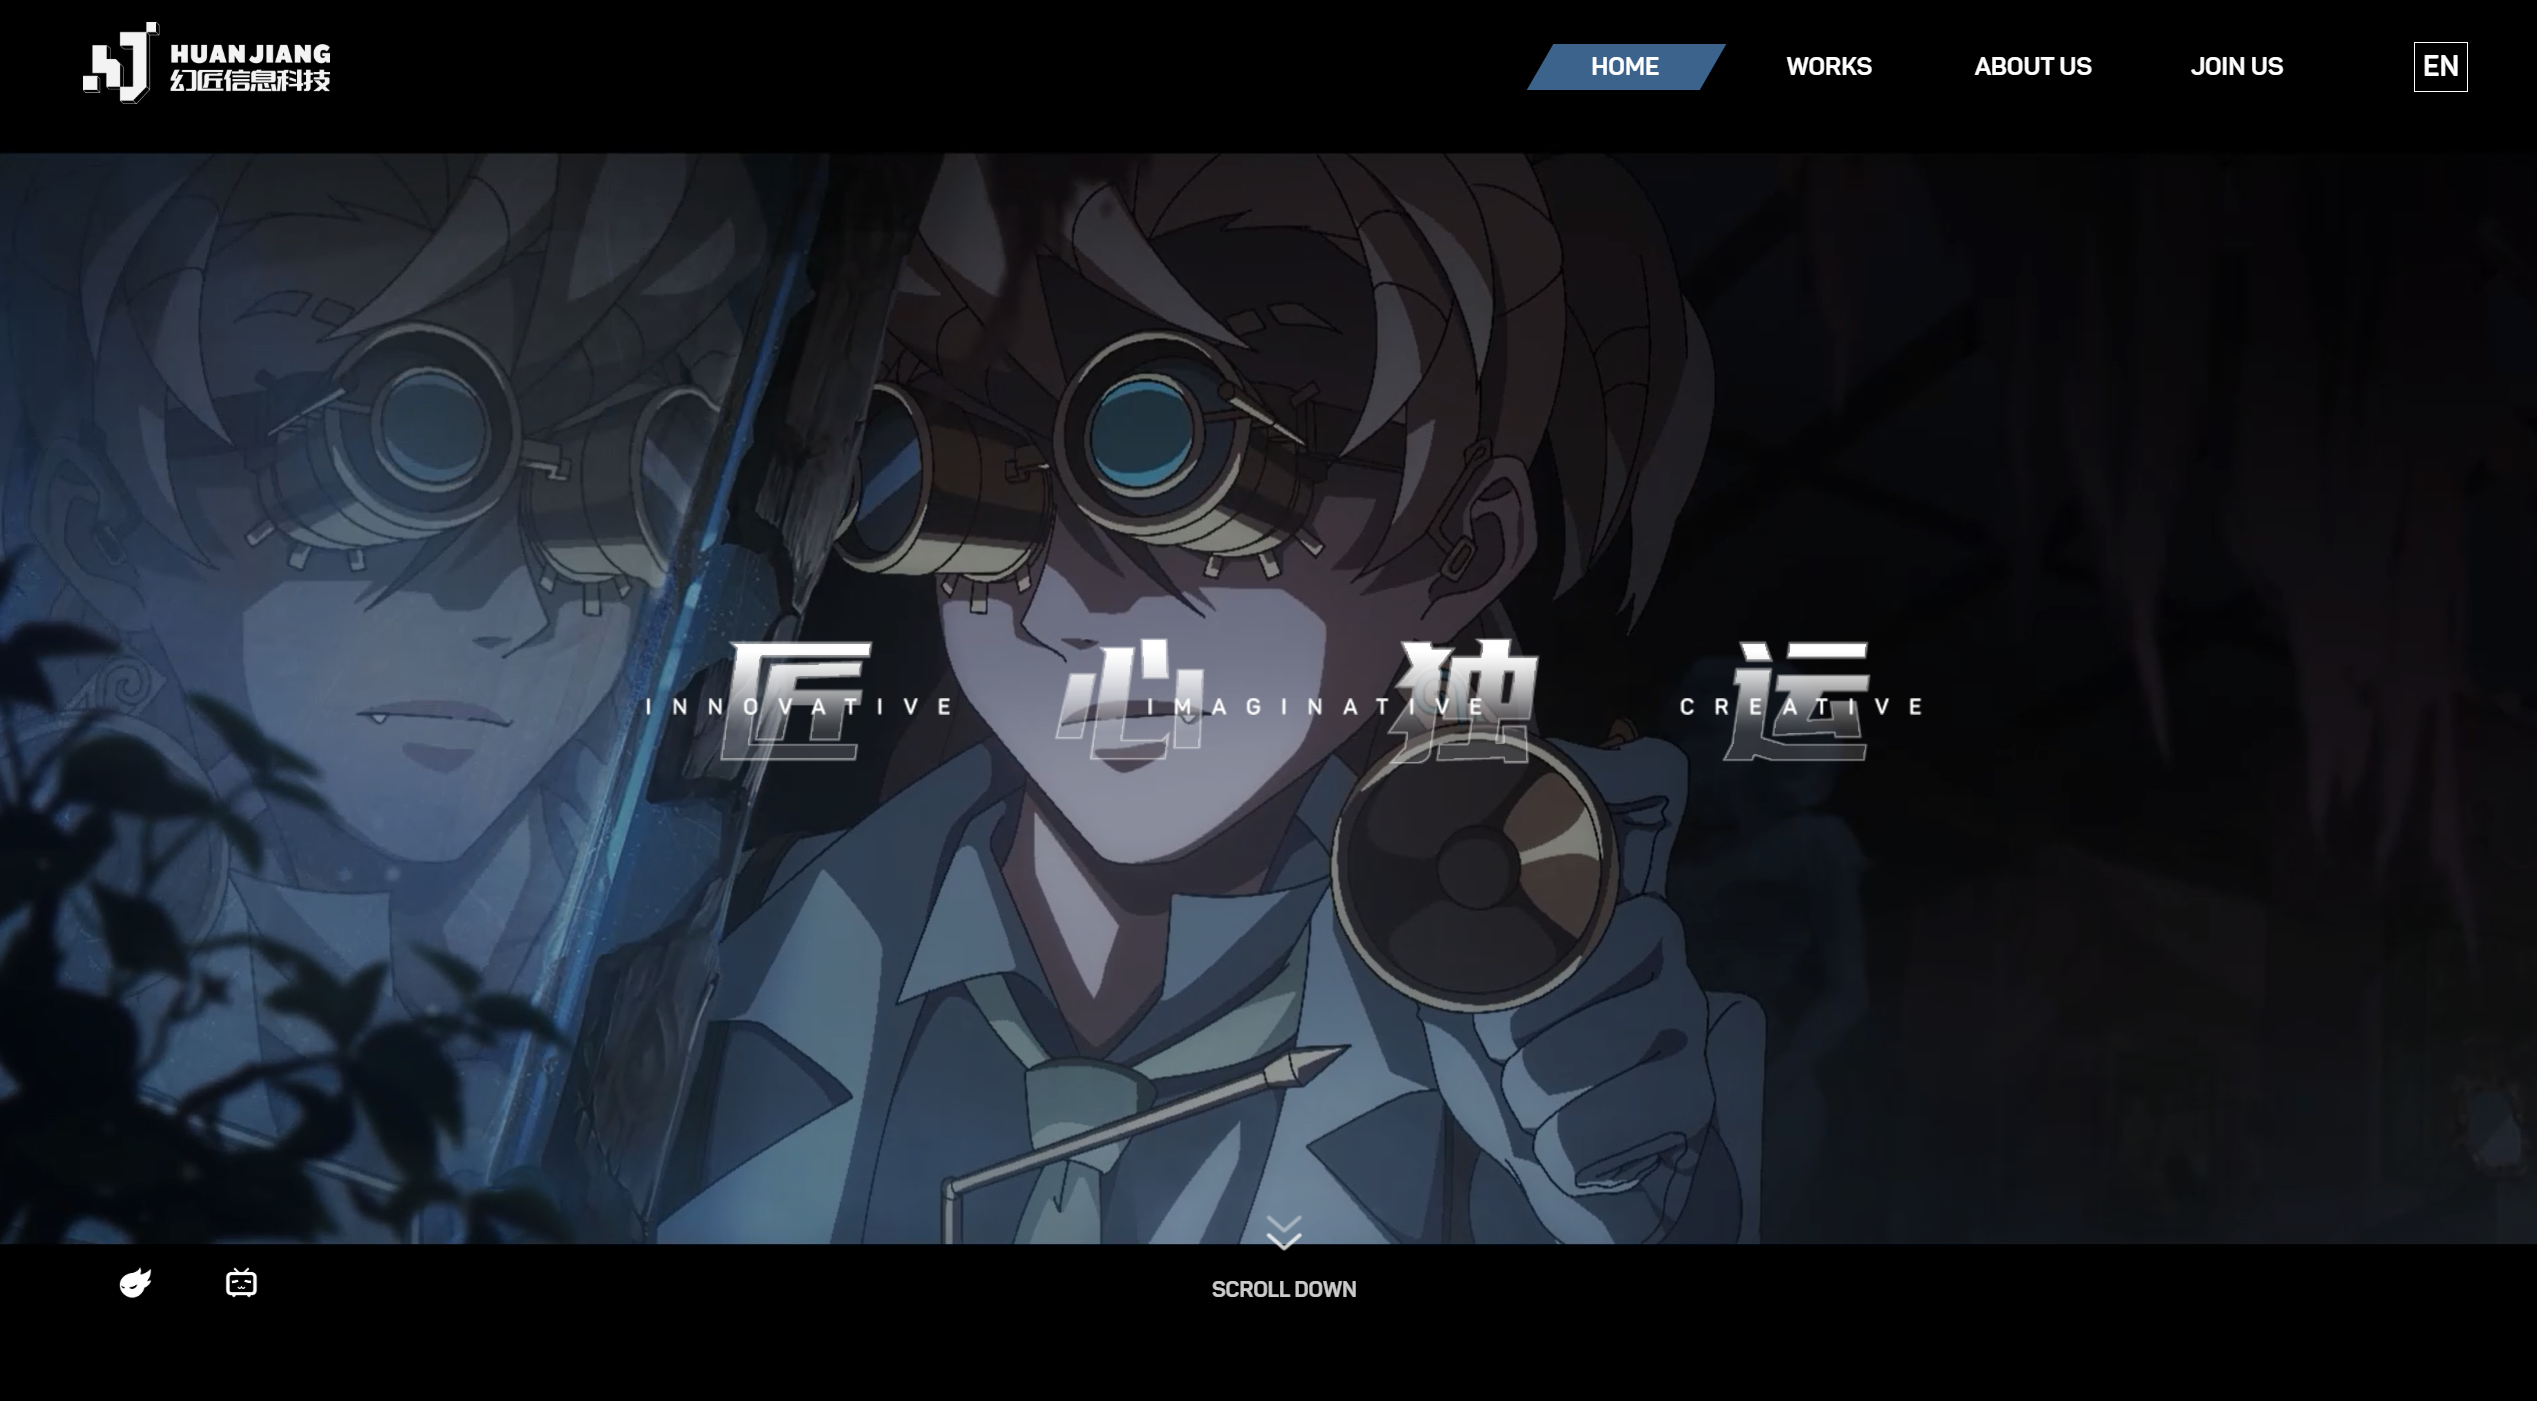 HUAN JIANG
幻匠信息科技
HOME
WORKS
ABOUT US
JOIN US
EN
匠心独运
INNOVATIVE IMAGINATIVE CREATIVE
SCROLL DOWN